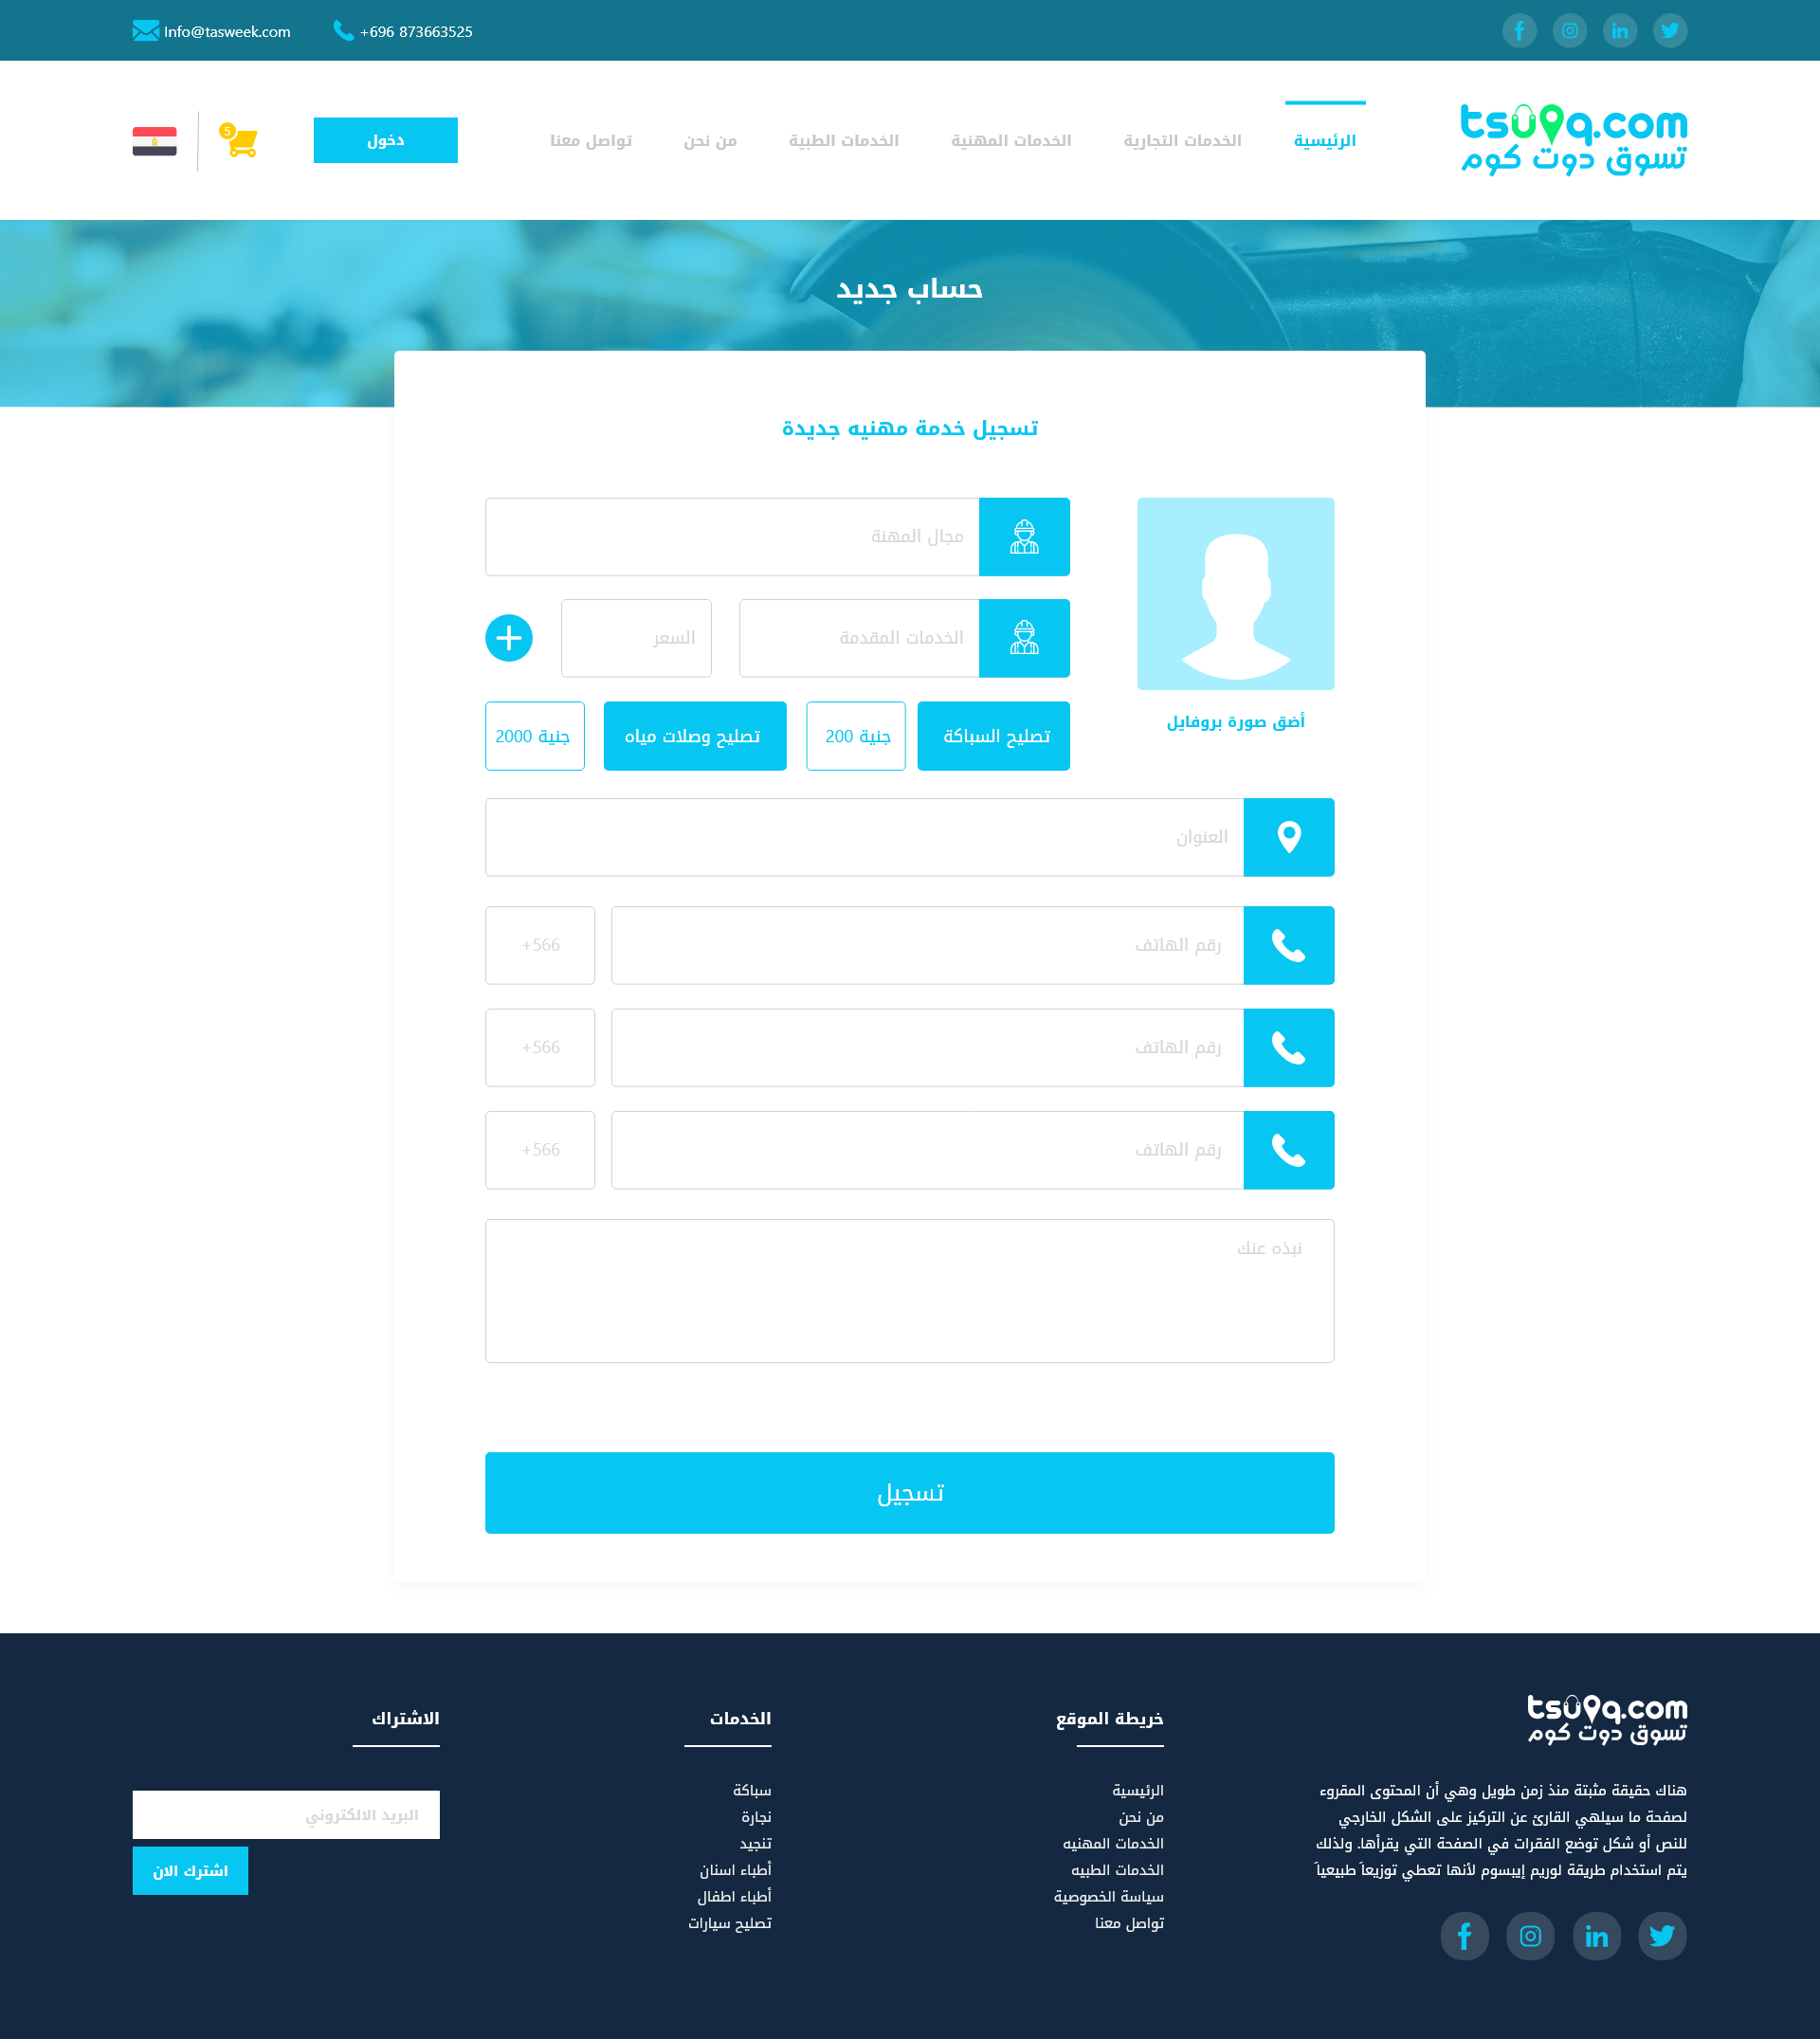 Info@tasweek.com
+696 873663525
tsuq.com
تسوق دوت كوم
الرئيسية
الخدمات التجارية
الخدمات المهنية
الخدمات الطبية
من نحن
تواصل معنا
دخول
5
حساب جديد
تسجيل خدمة مهنيه جديدة
أضق صورة بروفايل
مجال المهنة
الخدمات المقدمة
السعر
تصليح السباكة
جنية 200
تصليح وصلات مياه
جنية 2000
العنوان
رقم الهاتف
+566
رقم الهاتف
+566
رقم الهاتف
+566
نبذه عنك
تسجيل
tsuq.com
تسوق دوت كوم
هناك حقيقة مثبتة منذ زمن طويل وهي أن المحتوى المقروء
لصفحة ما سيلهي القارئ عن التركيز على الشكل الخارجي
للنص أو شكل توضع الفقرات في الصفحة التي يقرأها. ولذلك
يتم استخدام طريقة لوريم إيبسوم لأنها تعطي توزيعاَ طبيعياَ
خريطة الموقع
الرئيسية
من نحن
الخدمات المهنيه
الخدمات الطبيه
سياسة الخصوصية
تواصل معنا
الخدمات
سباكة
نجارة
تنجيد
أطباء اسنان
أطباء اطفال
تصليح سيارات
الاشتراك
البريد الالكتروني
اشترك الان